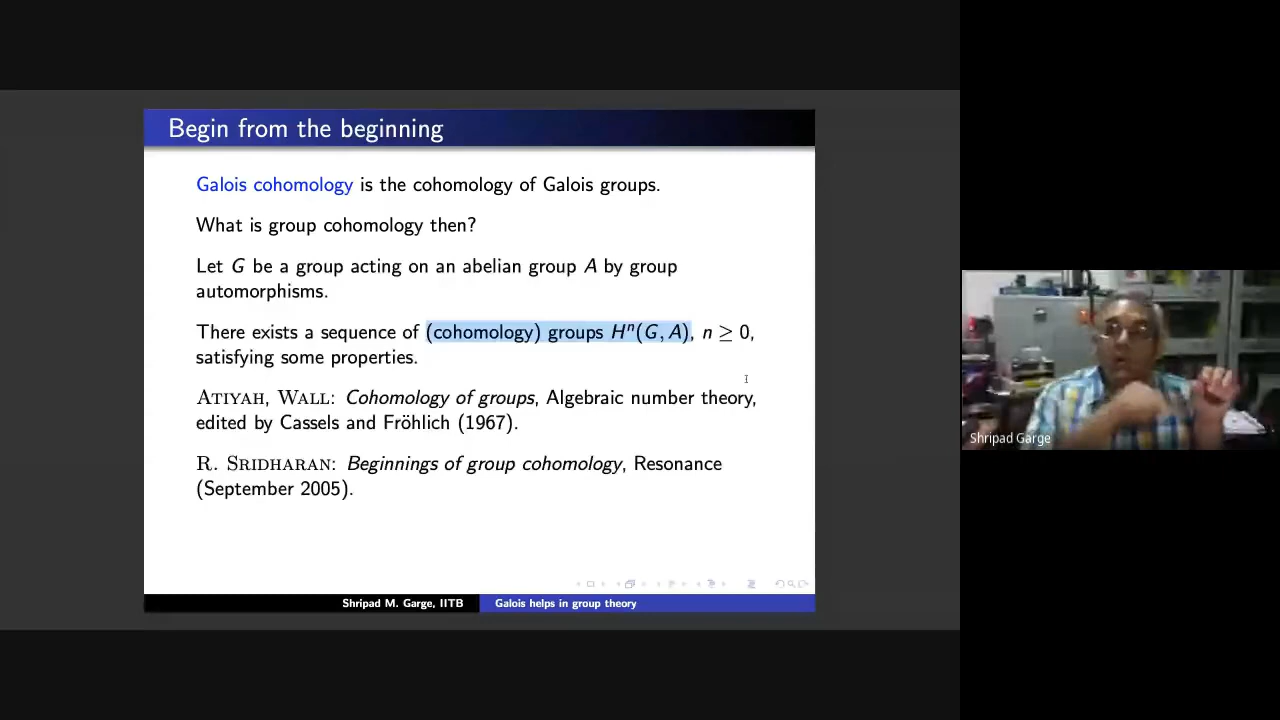 Begin from the beginning
Galois cohomology is the cohomology of Galois groups.
What is group cohomology then?
Let G be a group acting on an abelian group A by group
automorphisms.
There exists a sequence of (cohomology) groups Hⁿ(G, A), n ≥ 0,
satisfying some properties.
ATIYAH, WALL: Cohomology of groups, Algebraic number theory,
edited by Cassels and Fröhlich (1967).
R. SRIDHARAN: Beginnings of group cohomology, Resonance
(September 2005).
Shripad M. Garge, IITB
Galois helps in group theory
Shripad Garge